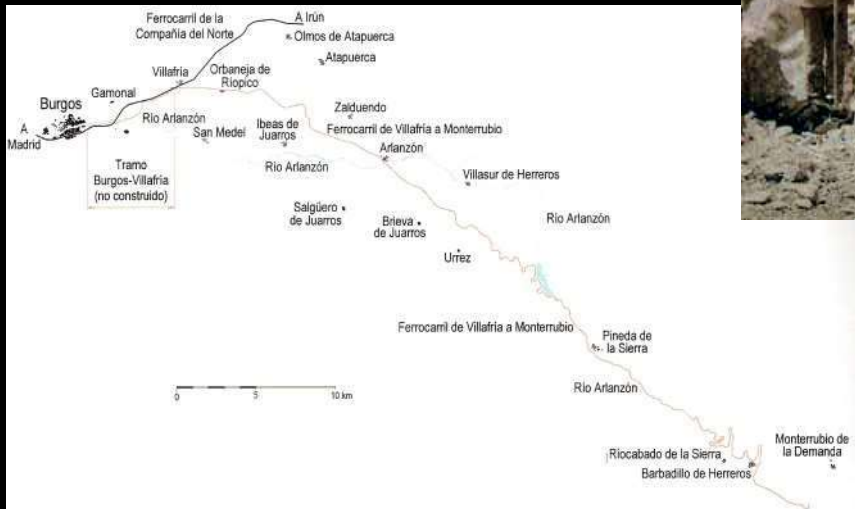 Ferrocarril de la
Compañia del Norte
A Irún
Olmos de Atapuerca
Atapuerca
Villafría
Orbaneja de
Riopico
Gamonal
Burgos
A
Madrid
Río Arlanzón
San Medel
Ibeas de
Juarros
Zalduendo
Ferrocarril de Villafría a Monterrubio
Arlanzón
Río Arlanzón
Villasur de Herreros
Tramo
Burgos-Villafría
(no construido)
Salgüero
de Juarros
Brieva
de Juarros
Río Arlanzón
Urrez
Ferrocarril de Villafría a Monterrubio
Pineda de
la Sierra
Río Arlanzón
0 5 10 km
Riocabado de la Sierra
Barbadillo de Herreros
Monterrubio de
la Demanda